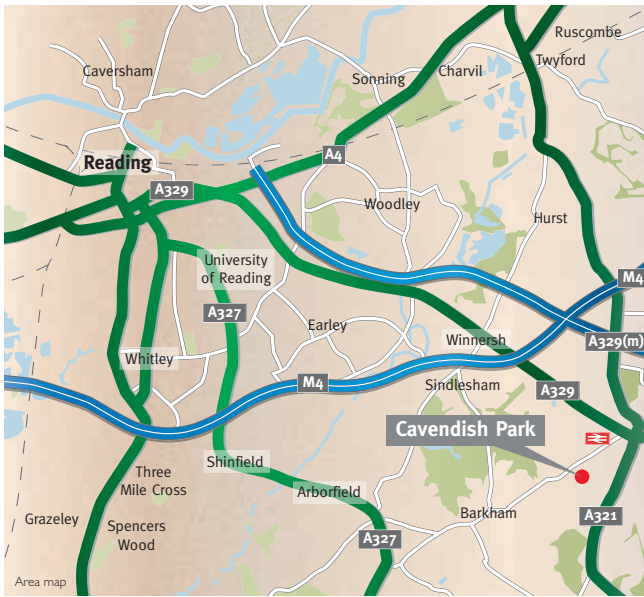 Ruscombe
Twyford
Caversham
Sonning
Charvil
A4
Reading
A329
Woodley
Hurst
University
of Reading
M4
A327
Earley
Winnersh
A329(m)
Whitley
M4
Sindlesham
A329
Cavendish Park
Shinfield
Three
Mile Cross
Arborfield
Grazeley
Spencers
Wood
Barkham
A321
A327
Area map